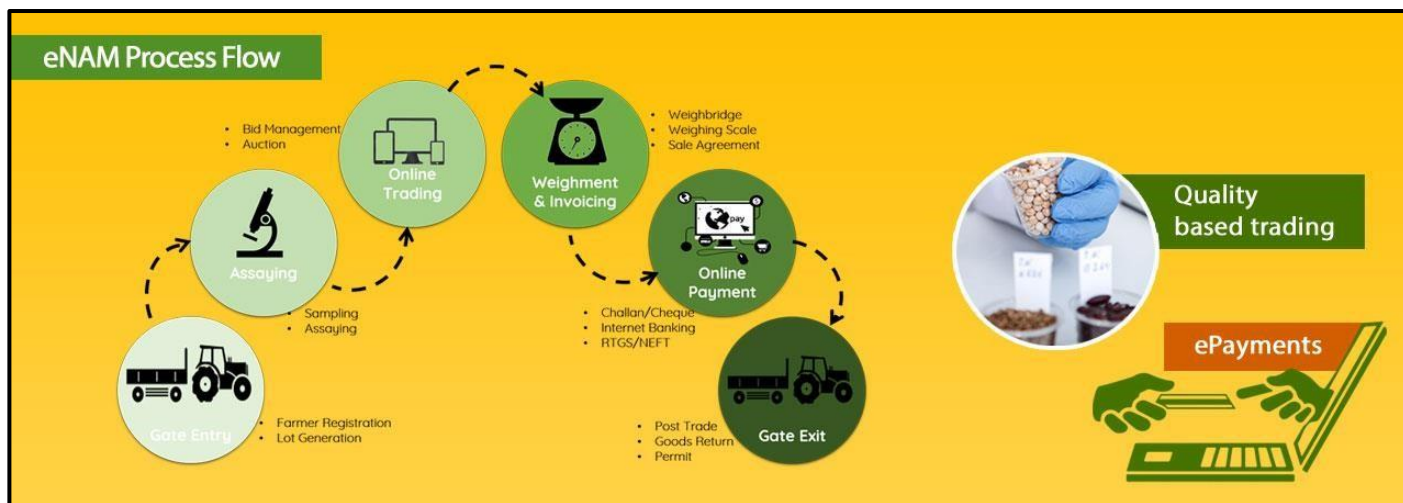 eNAM Process Flow
Gate Entry
• Farmer Registration
• Lot Generation
Assaying
• Sampling
• Assaying
Online
Trading
• Bid Management
• Auction
Weighment
& Invoicing
• Weighbridge
• Weighing Scale
• Sale Agreement
pay
Online
Payment
• Challan/Cheque
• Internet Banking
• RTGS/NEFT
Gate Exit
• Post Trade
• Goods Return
• Permit
Quality
based trading
ePayments